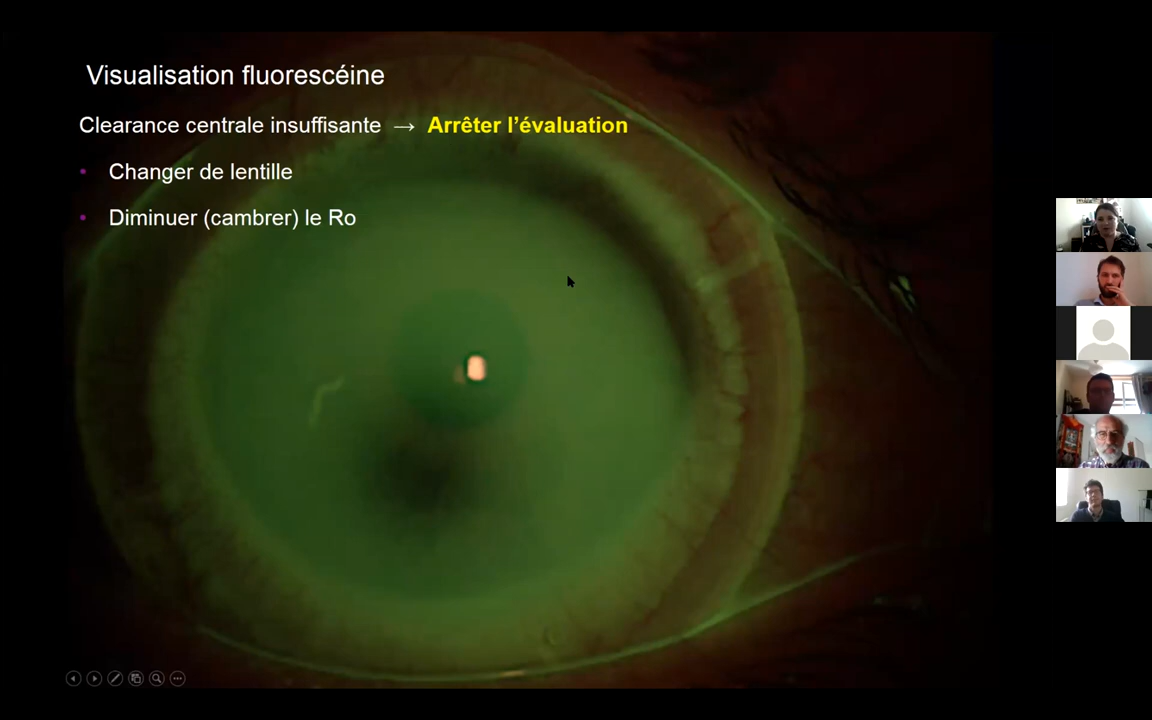 Visualisation fluorescéine
Clearance centrale insuffisante → Arrêter l’évaluation
• Changer de lentille
• Diminuer (cambrer) le Ro